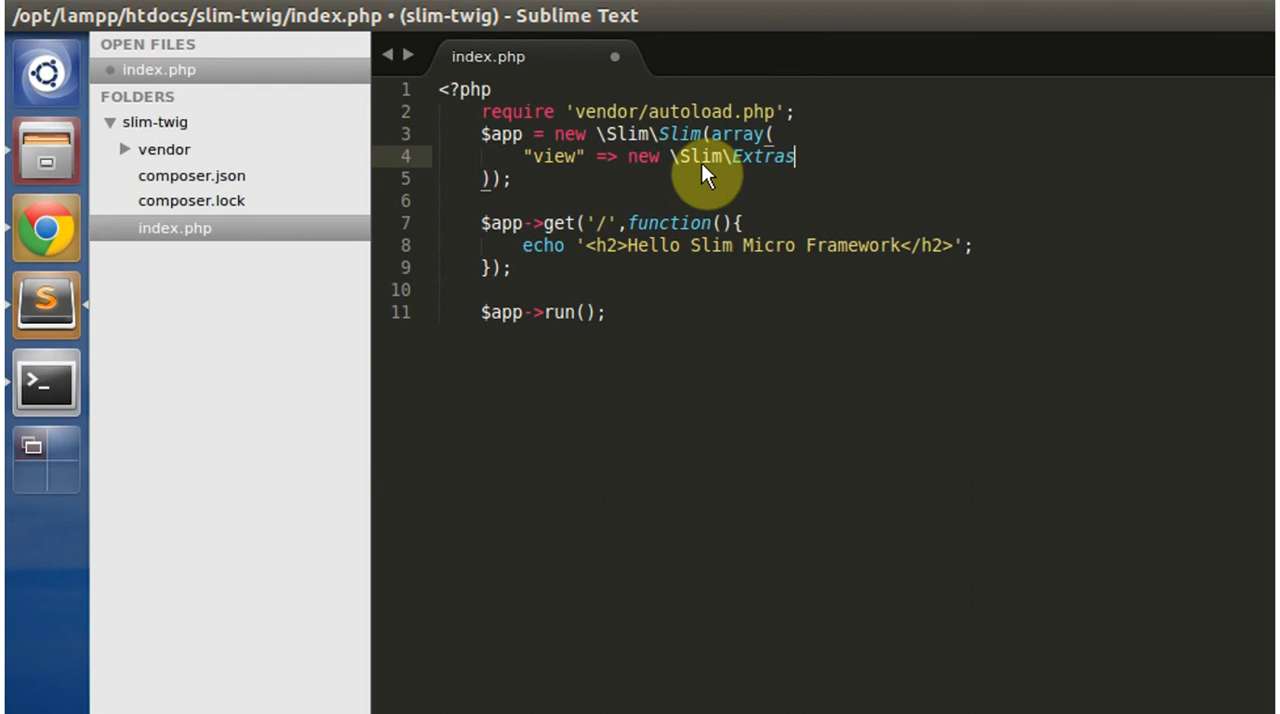 /opt/lampp/htdocs/slim-twig/index.php • (slim-twig) - Sublime Text
OPEN FILES
index.php
FOLDERS
slim-twig
vendor
composer.json
composer.lock
index.php
index.php
1 <?php
2 require 'vendor/autoload.php';
3 $app = new \Slim\Slim(array(
4 "view" => new \Slim\Extras
5 ));
6
7 $app->get('/',function(){
8 echo '<h2>Hello Slim Micro Framework</h2>';
9 });
10
11 $app->run();